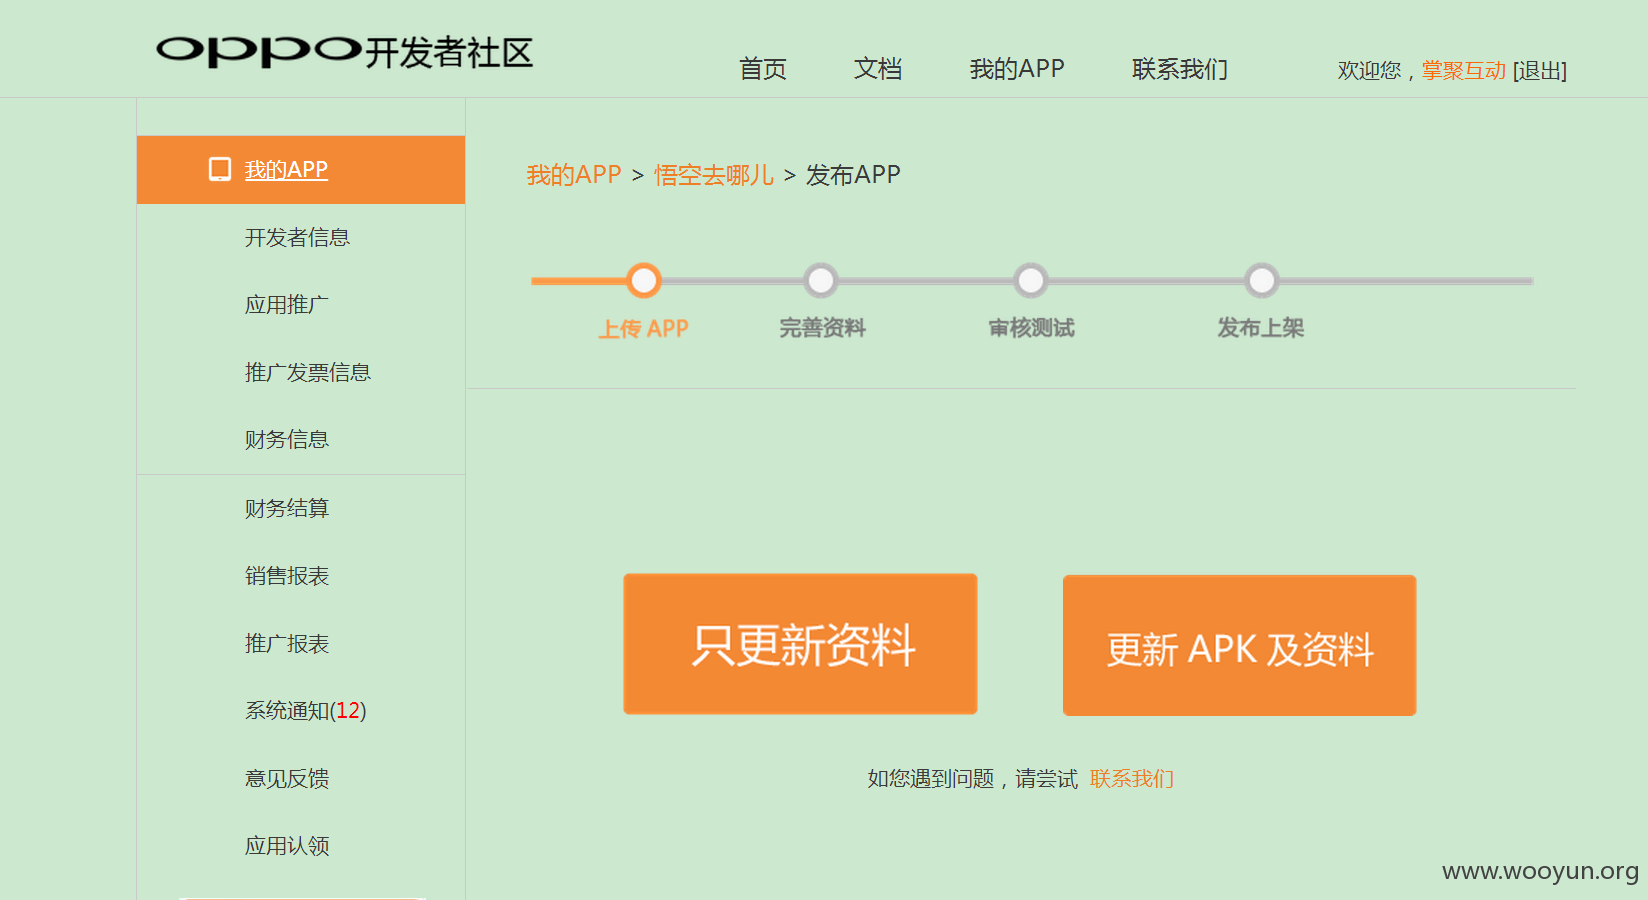 oppo开发者社区
首页 文档 我的APP 联系我们 欢迎您，掌聚互动 [退出]
我的APP
开发者信息
应用推广
推广发票信息
财务信息
财务结算
销售报表
推广报表
系统通知(12)
意见反馈
应用认领
我的APP > 悟空去哪儿 > 发布APP
上传 APP 完善资料 审核测试 发布上架
只更新资料 更新 APK 及资料
如您遇到问题，请尝试 联系我们
www.wooyun.org